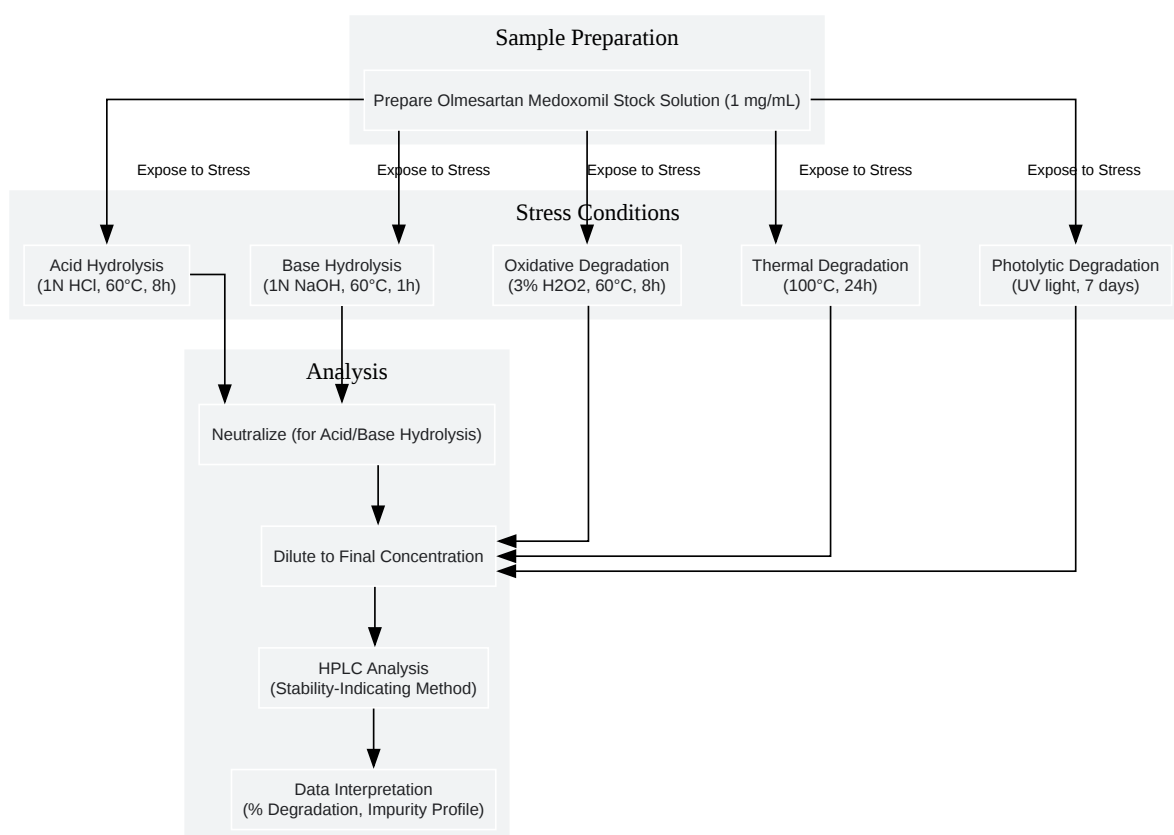 Sample Preparation
Prepare Olmesartan Medoxomil Stock Solution (1 mg/mL)
Expose to Stress
Expose to Stress
Expose to Stress
Expose to Stress
Expose to Stress
Stress Conditions
Acid Hydrolysis
(1N HCl, 60°C, 8h)
Base Hydrolysis
(1N NaOH, 60°C, 1h)
Oxidative Degradation
(3% H2O2, 60°C, 8h)
Thermal Degradation
(100°C, 24h)
Photolytic Degradation
(UV light, 7 days)
Analysis
Neutralize (for Acid/Base Hydrolysis)
Dilute to Final Concentration
HPLC Analysis
(Stability-Indicating Method)
Data Interpretation
(% Degradation, Impurity Profile)